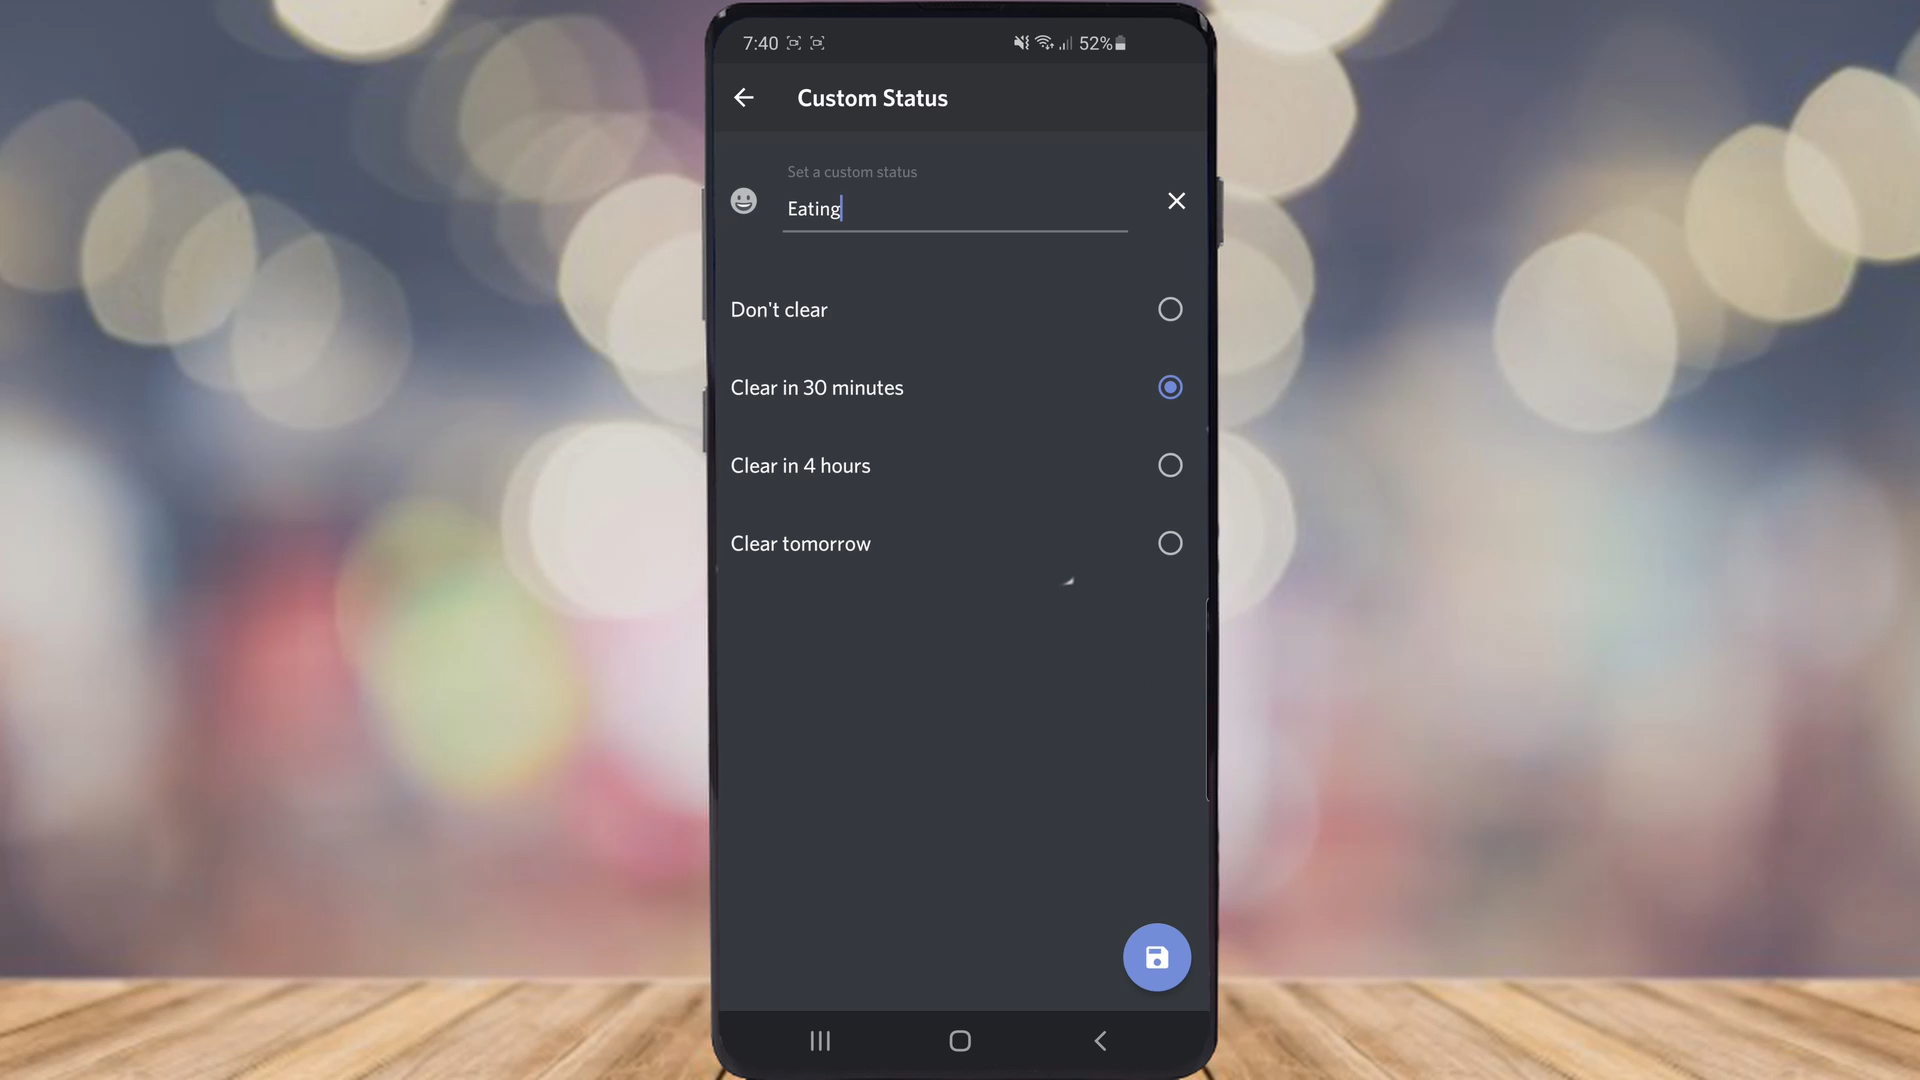 7:40 52%
Custom Status
Set a custom status
Eating
Don't clear
Clear in 30 minutes
Clear in 4 hours
Clear tomorrow